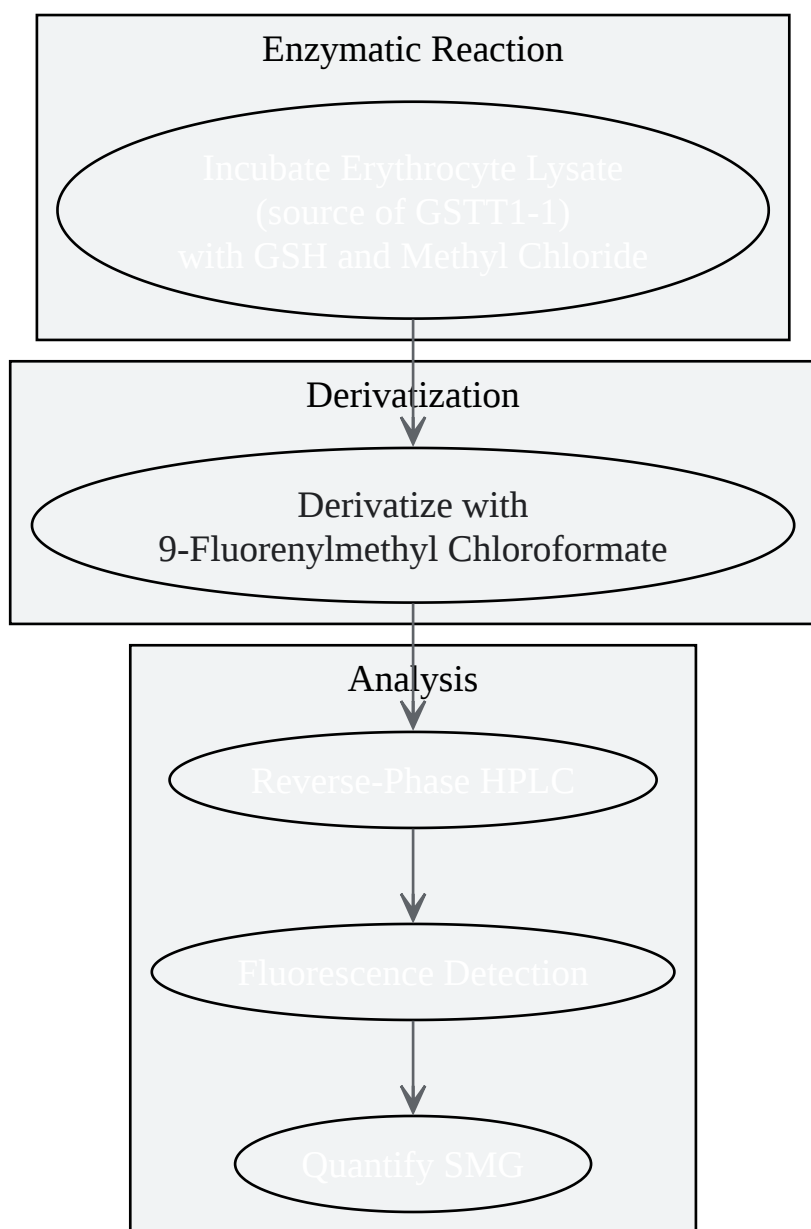 Enzymatic Reaction
Incubate Erythrocyte Lysate
(source of GSTT1-1)
with GSH and Methyl Chloride
Derivatization
Derivatize with
9-Fluorenylmethyl Chloroformate
Analysis
Reverse-Phase HPLC
Fluorescence Detection
Quantify SMG